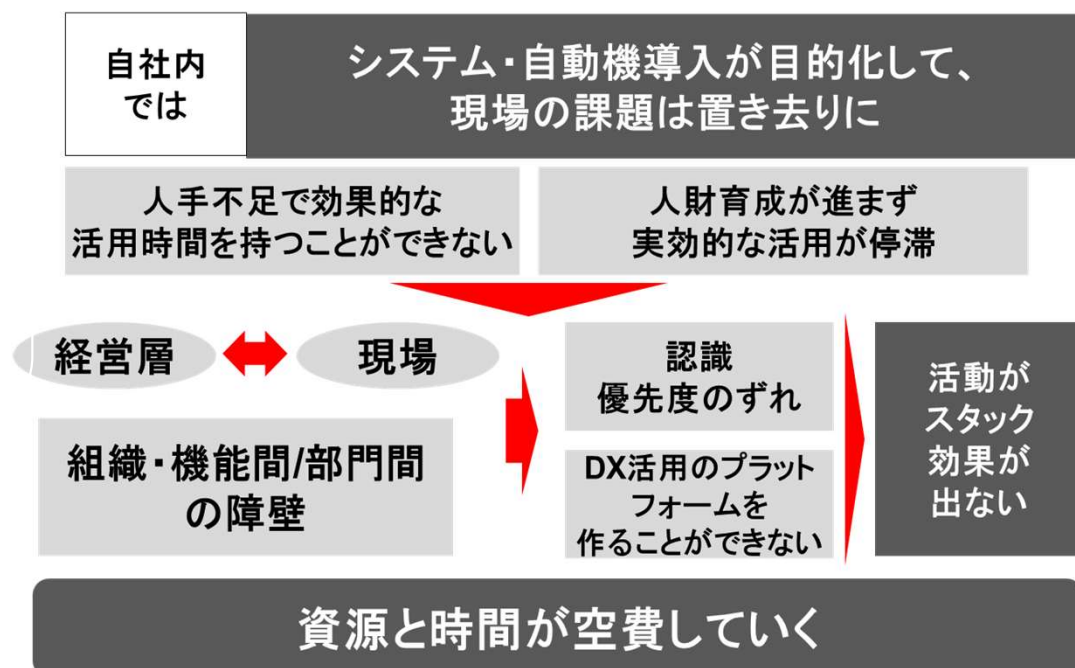 自社内
では
システム・自動機導入が目的化して、
現場の課題は置き去りに
人手不足で効果的な
活用時間を持つことができない
人財育成が進まず
実効的な活用が停滞
経営層
現場
組織・機能間/部門間
の障壁
認識
優先度のずれ
DX活用のプラット
フォームを
作ることができない
活動が
スタック
効果が
出ない
資源と時間が空費していく